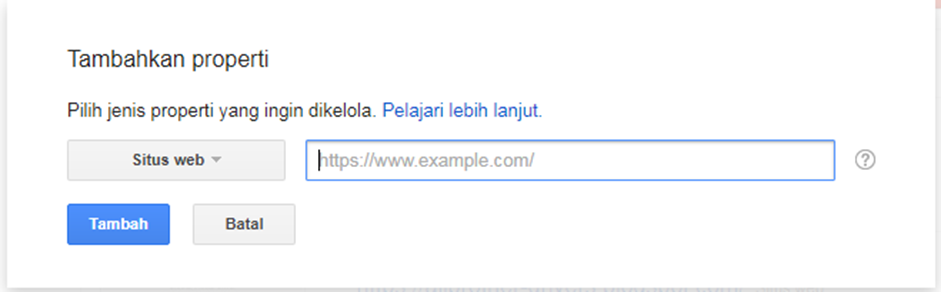 Tambahkan properti
Pilih jenis properti yang ingin dikelola. Pelajari lebih lanjut.
Situs web
https://www.example.com/
Tambah Batal